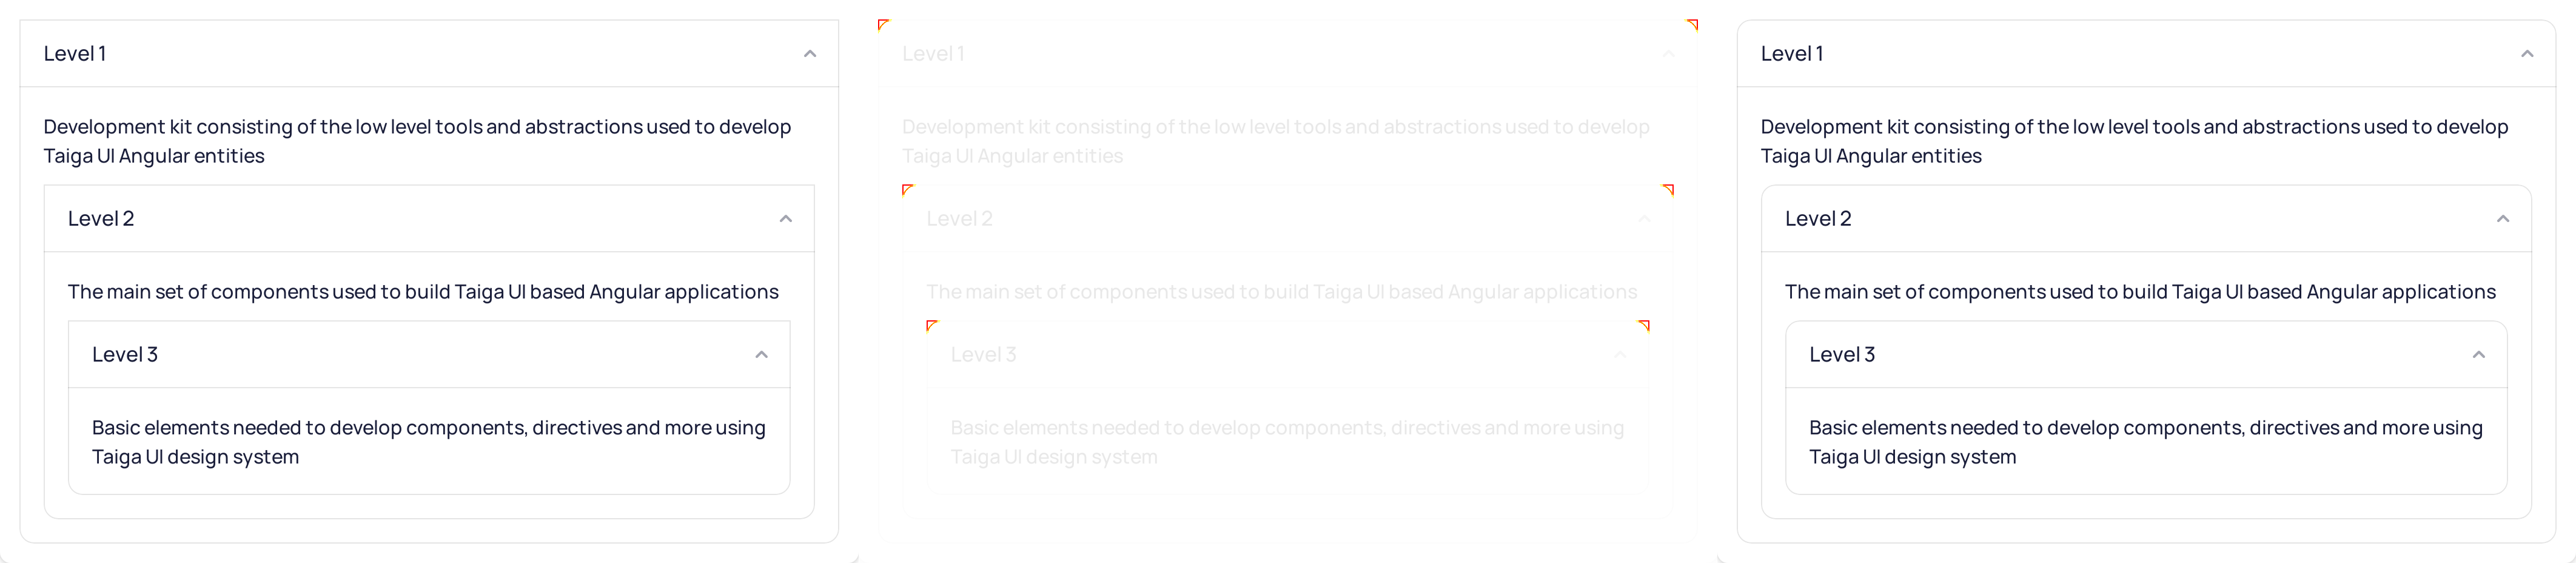 Level 1
Development kit consisting of the low level tools and abstractions used to develop
Taiga UI Angular entities
Level 2
The main set of components used to build Taiga UI based Angular applications
Level 3
Basic elements needed to develop components, directives and more using
Taiga UI design system
Level 1
Development kit consisting of the low level tools and abstractions used to develop
Taiga UI Angular entities
Level 2
The main set of components used to build Taiga UI based Angular applications
Level 3
Basic elements needed to develop components, directives and more using
Taiga UI design system
Level 1
Development kit consisting of the low level tools and abstractions used to develop
Taiga UI Angular entities
Level 2
The main set of components used to build Taiga UI based Angular applications
Level 3
Basic elements needed to develop components, directives and more using
Taiga UI design system